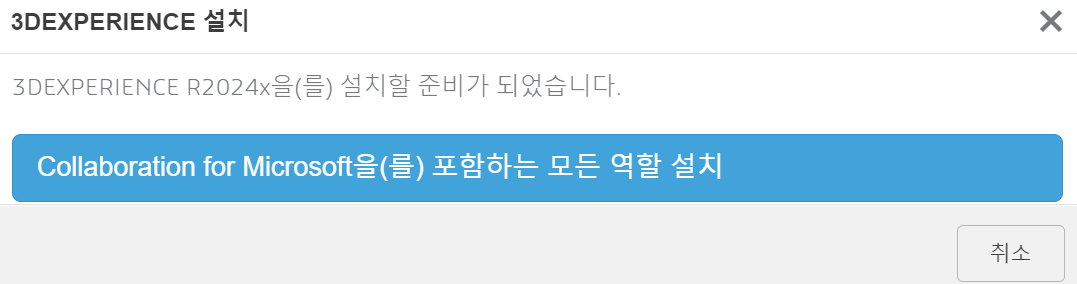 3DEXPERIENCE 설치
3DEXPERIENCE R2024x을(를) 설치할 준비가 되었습니다.
Collaboration for Microsoft을(를) 포함하는 모든 역할 설치
취소